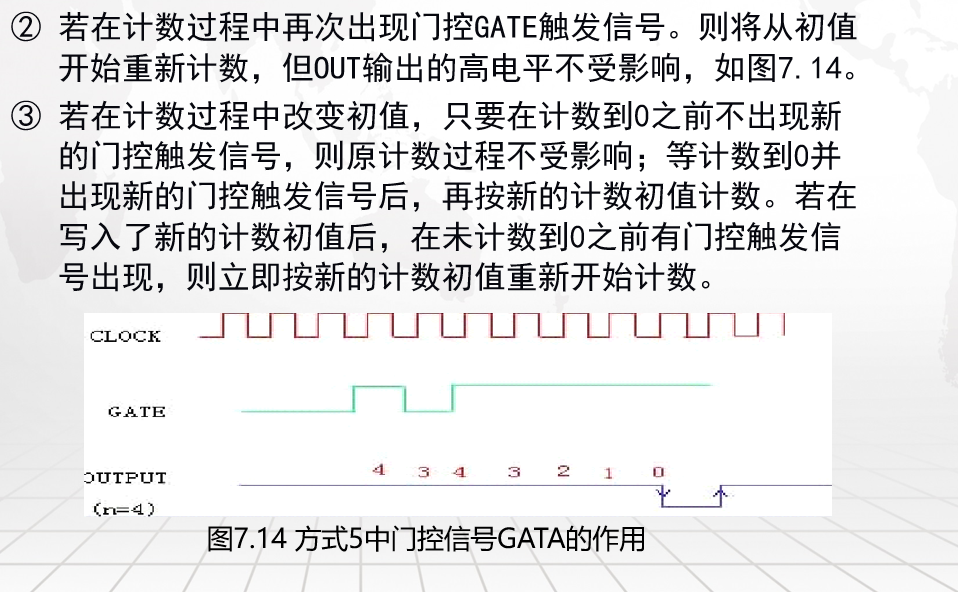 ② 若在计数过程中再次出现门控GATE触发信号。则将从初值
开始重新计数，但OUT输出的高电平不受影响，如图7.14。
③ 若在计数过程中改变初值，只要在计数到0之前不出现新
的门控触发信号，则原计数过程不受影响；等计数到0并
出现新的门控触发信号后，再按新的计数初值计数。若在
写入了新的计数初值后，在未计数到0之前有门控触发信
号出现，则立即按新的计数初值重新开始计数。
CLOCK
GATE
4 3 4 3 2 1 0
OUTPUT
(n=4)
图7.14 方式5中门控信号GATA的作用